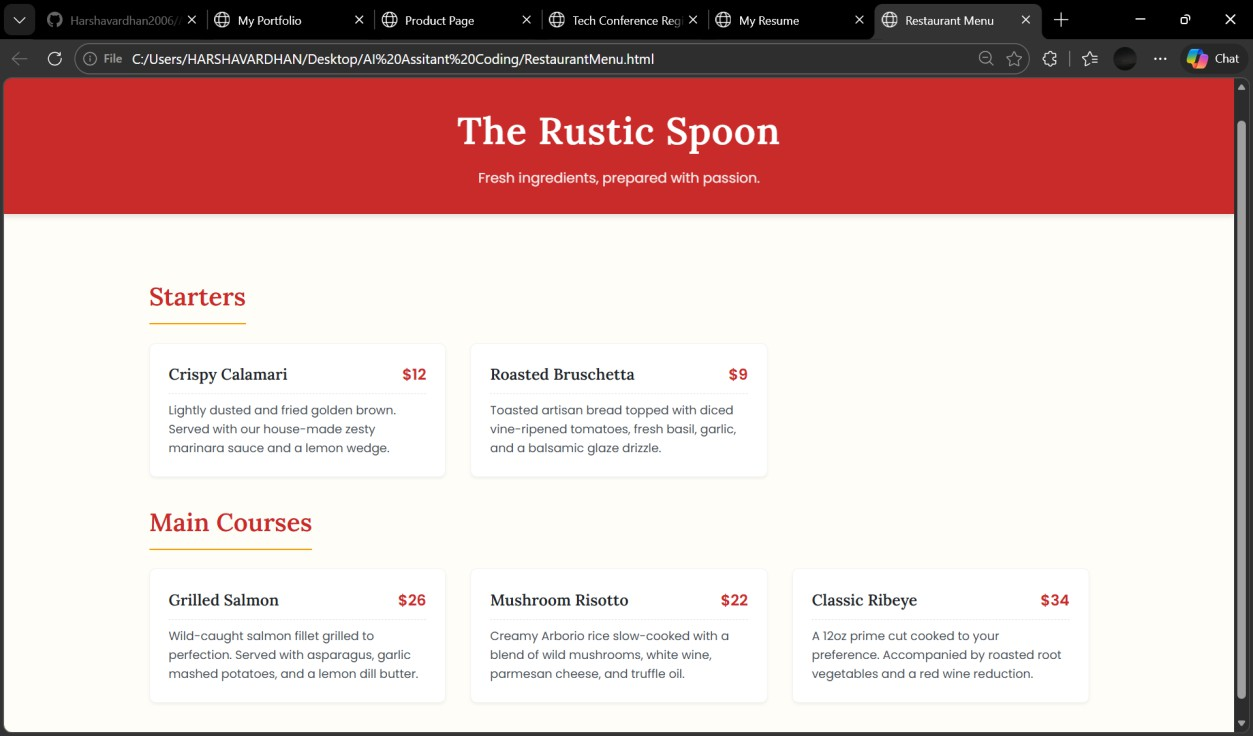 Harshavardhan2006/
My Portfolio
Product Page
Tech Conference Regi
My Resume
Restaurant Menu
File
C:/Users/HARSHAVARDHAN/Desktop/AI%20Assitant%20Coding/RestaurantMenu.html
Chat
The Rustic Spoon
Fresh ingredients, prepared with passion.
Starters
Crispy Calamari $12
Lightly dusted and fried golden brown.
Served with our house-made zesty
marinara sauce and a lemon wedge.
Roasted Bruschetta $9
Toasted artisan bread topped with diced
vine-ripened tomatoes, fresh basil, garlic,
and a balsamic glaze drizzle.
Main Courses
Grilled Salmon $26
Wild-caught salmon fillet grilled to
perfection. Served with asparagus, garlic
mashed potatoes, and a lemon dill butter.
Mushroom Risotto $22
Creamy Arborio rice slow-cooked with a
blend of wild mushrooms, white wine,
parmesan cheese, and truffle oil.
Classic Ribeye $34
A 12oz prime cut cooked to your
preference. Accompanied by roasted root
vegetables and a red wine reduction.